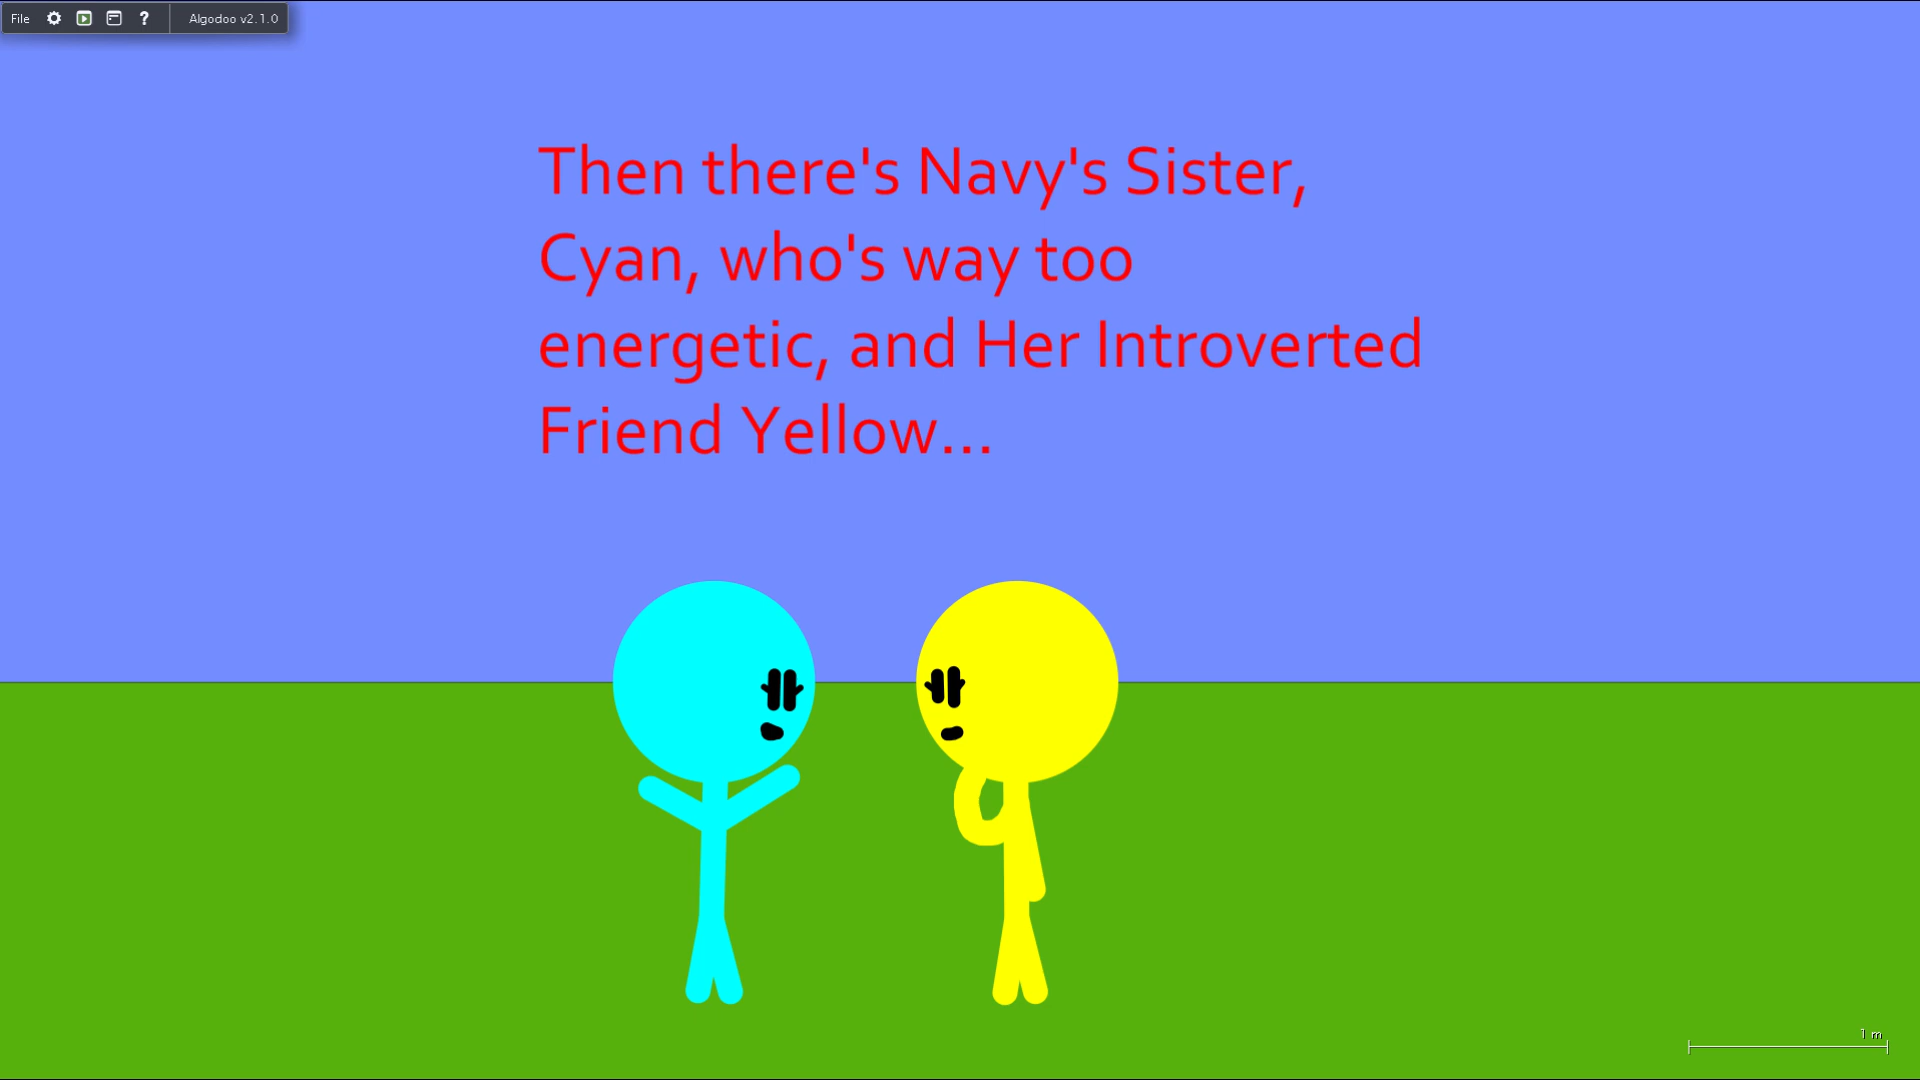 File ? Algodoo v2.1.0
Then there's Navy's Sister,
Cyan, who's way too
energetic, and Her Introverted
Friend Yellow...
1 m